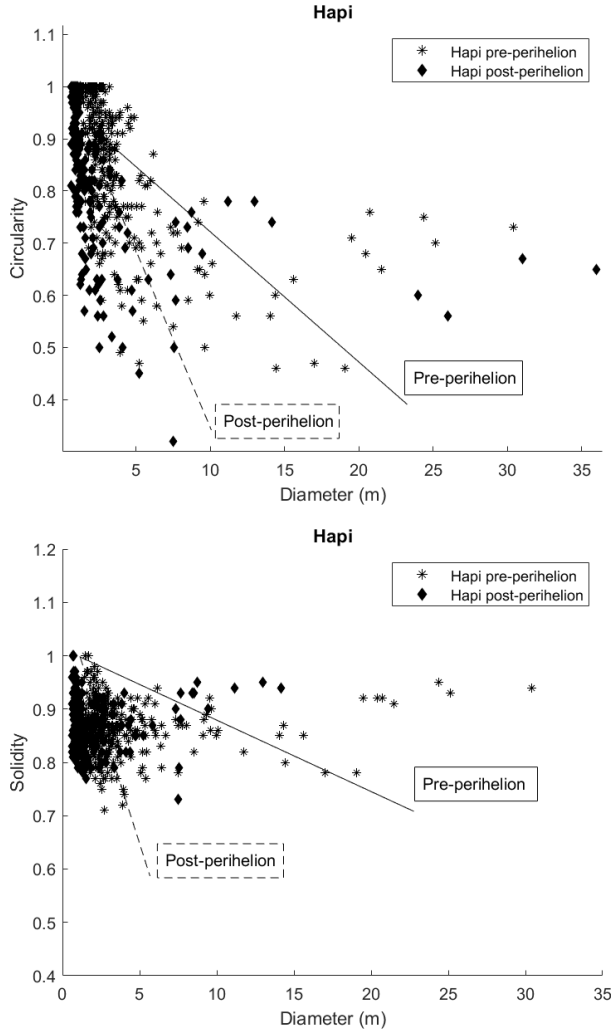 Hapi
1.1
Hapi pre-perihelion
Hapi post-perihelion
1
0.9
0.8
0.7
0.6
0.5
0.4
Circularity
Pre-perihelion
Post-perihelion
5 10 15 20 25 30 35
Diameter (m)
Hapi
1.2
Hapi pre-perihelion
Hapi post-perihelion
1.1
1
0.9
0.8
0.7
0.6
0.5
0.4
Solidity
Pre-perihelion
Post-perihelion
0 5 10 15 20 25 30 35
Diameter (m)